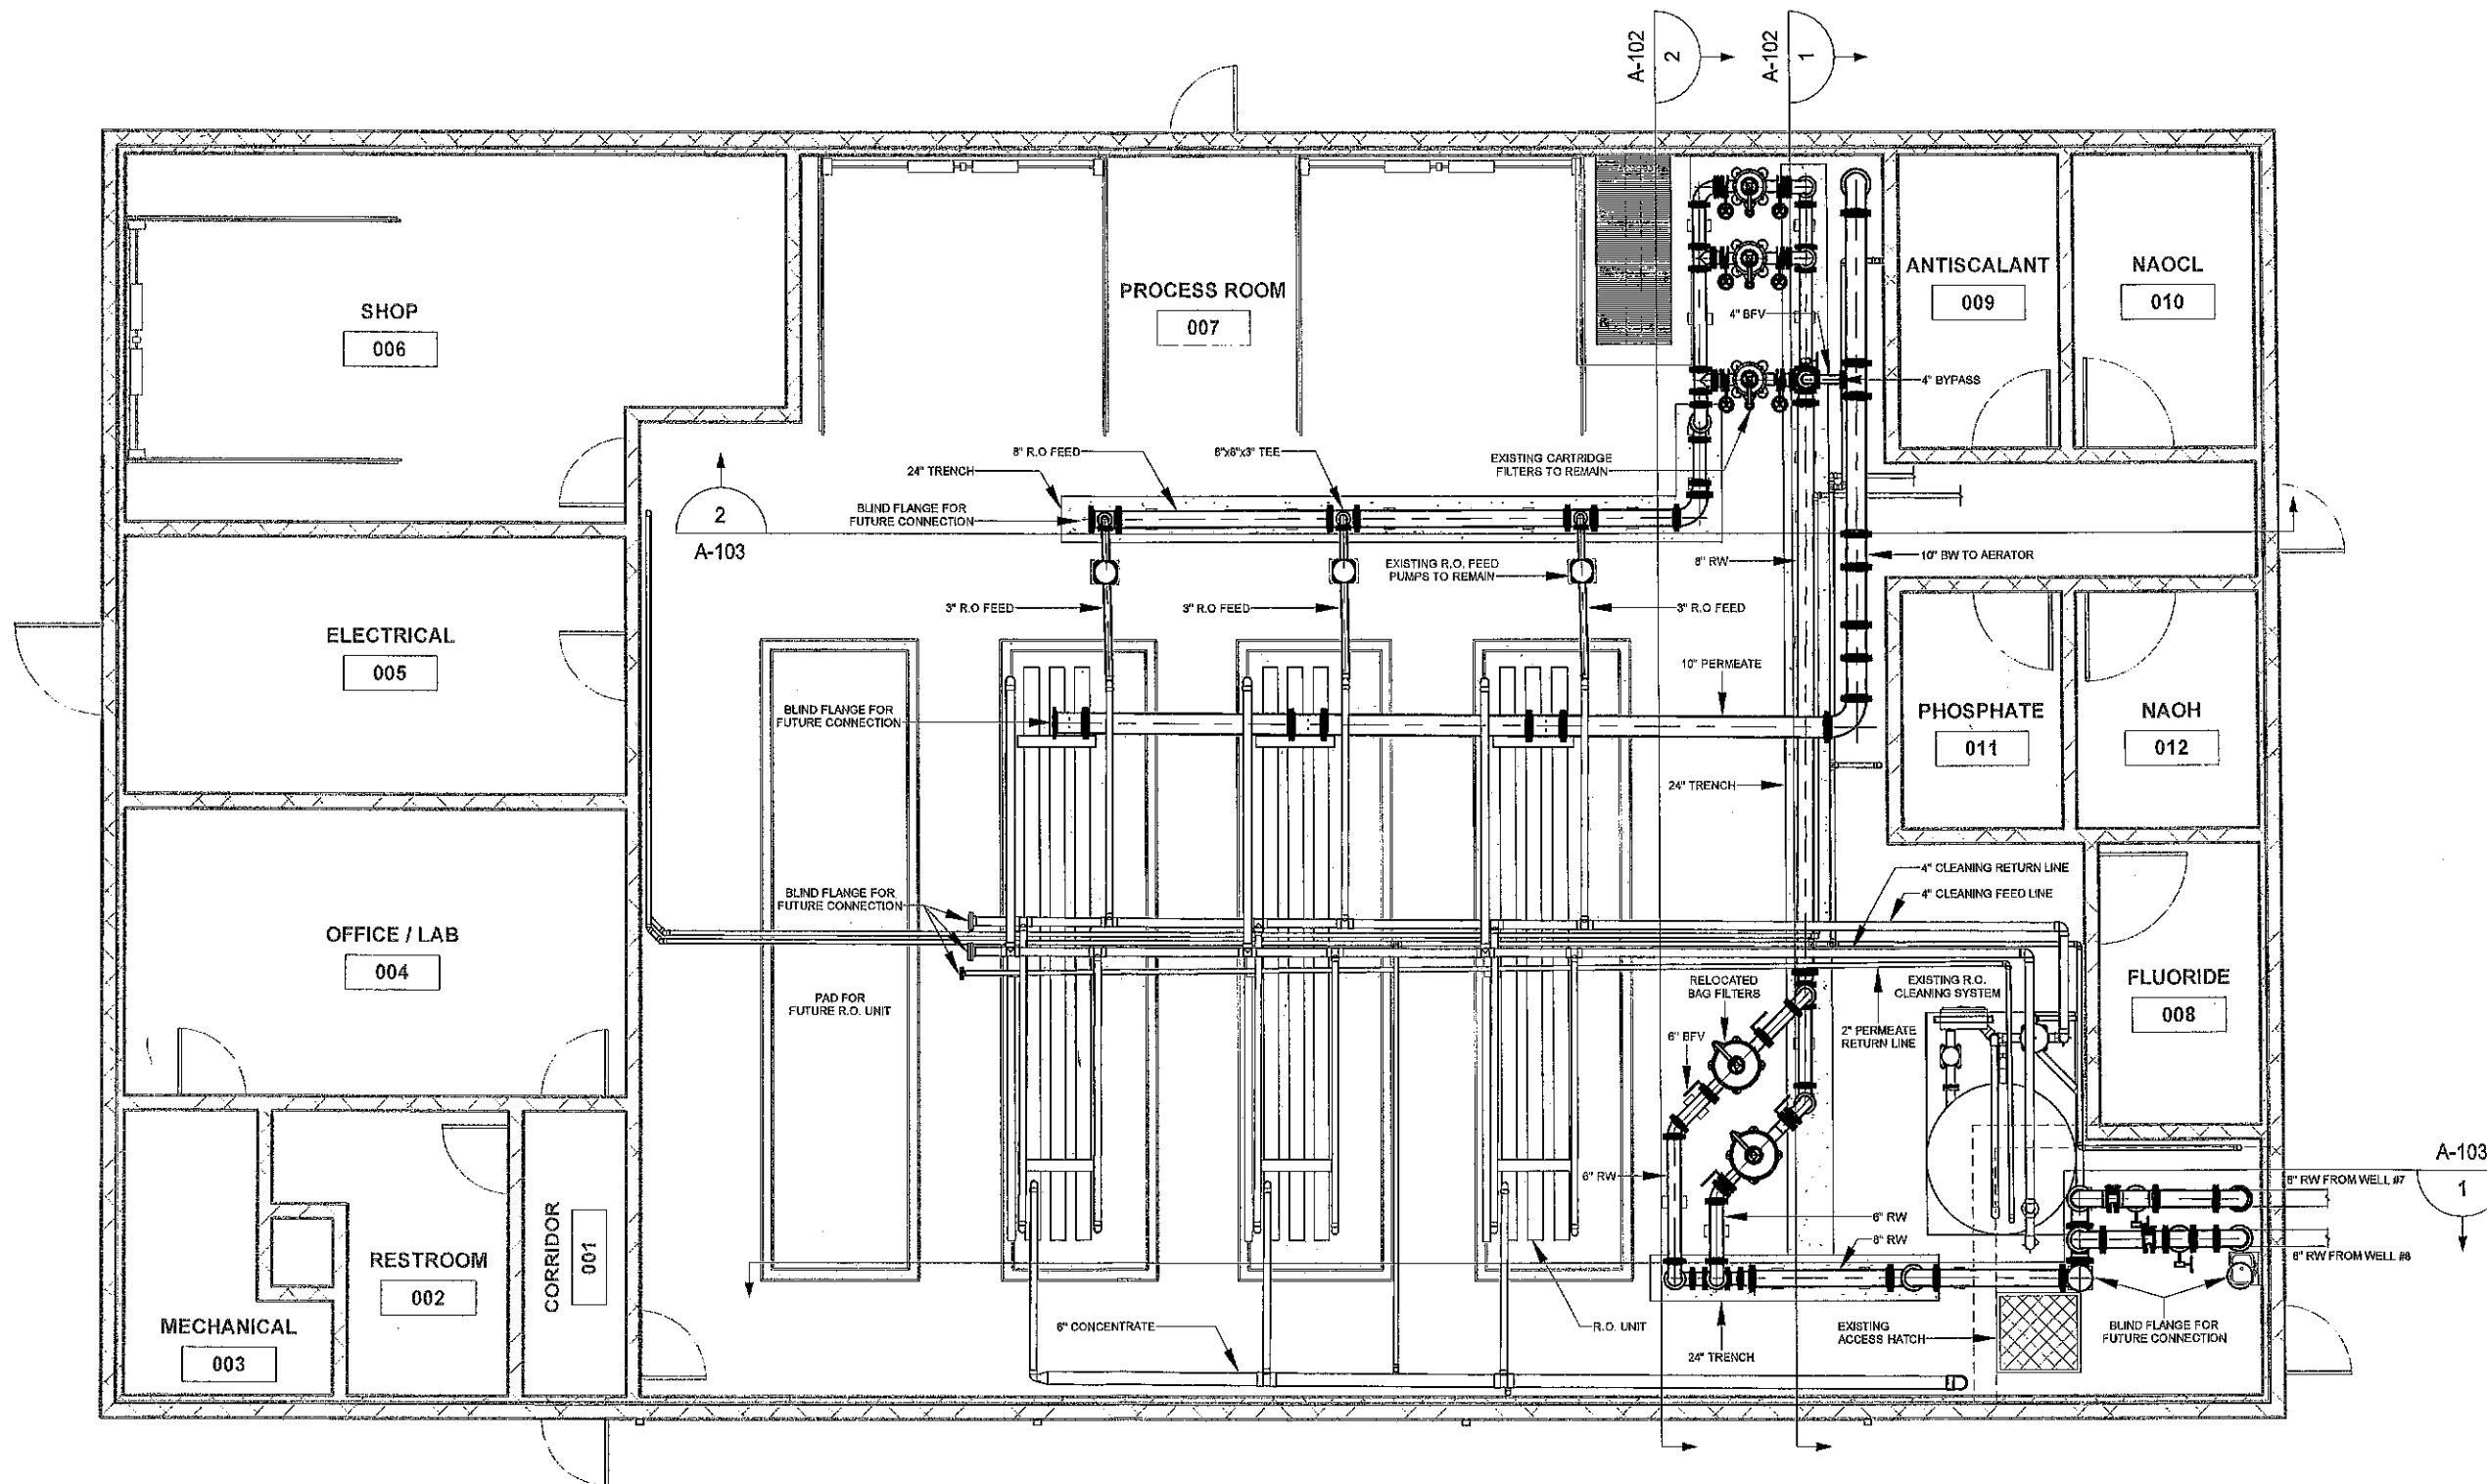 A-102
2
A-102
1
SHOP
006
PROCESS ROOM
007
ANTISCALANT
009
NAOCL
010
4" BFV
4" BYPASS
8" R.O FEED
24" TRENCH
8"x8"x3" TEE
EXISTING CARTRIDGE
FILTERS TO REMAIN
BLIND FLANGE FOR
FUTURE CONNECTION
2
A-103
EXISTING R.O. FEED
PUMPS TO REMAIN
8" RW
10" BW TO AERATOR
3" R.O FEED
3" R.O FEED
3" R.O FEED
ELECTRICAL
005
10" PERMEATE
BLIND FLANGE FOR
FUTURE CONNECTION
PHOSPHATE
011
NAOH
012
24" TRENCH
4" CLEANING RETURN LINE
4" CLEANING FEED LINE
BLIND FLANGE FOR
FUTURE CONNECTION
OFFICE / LAB
004
PAD FOR
FUTURE R.O. UNIT
RELOCATED
BAG FILTERS
EXISTING R.O.
CLEANING SYSTEM
FLUORIDE
008
6" BFV
2" PERMEATE
RETURN LINE
A-103
1
6" RW
6" RW FROM WELL #7
6" RW
8" RW
6" RW FROM WELL #6
CORRIDOR
001
RESTROOM
002
MECHANICAL
003
6" CONCENTRATE
R.O. UNIT
24" TRENCH
EXISTING
ACCESS HATCH
BLIND FLANGE FOR
FUTURE CONNECTION